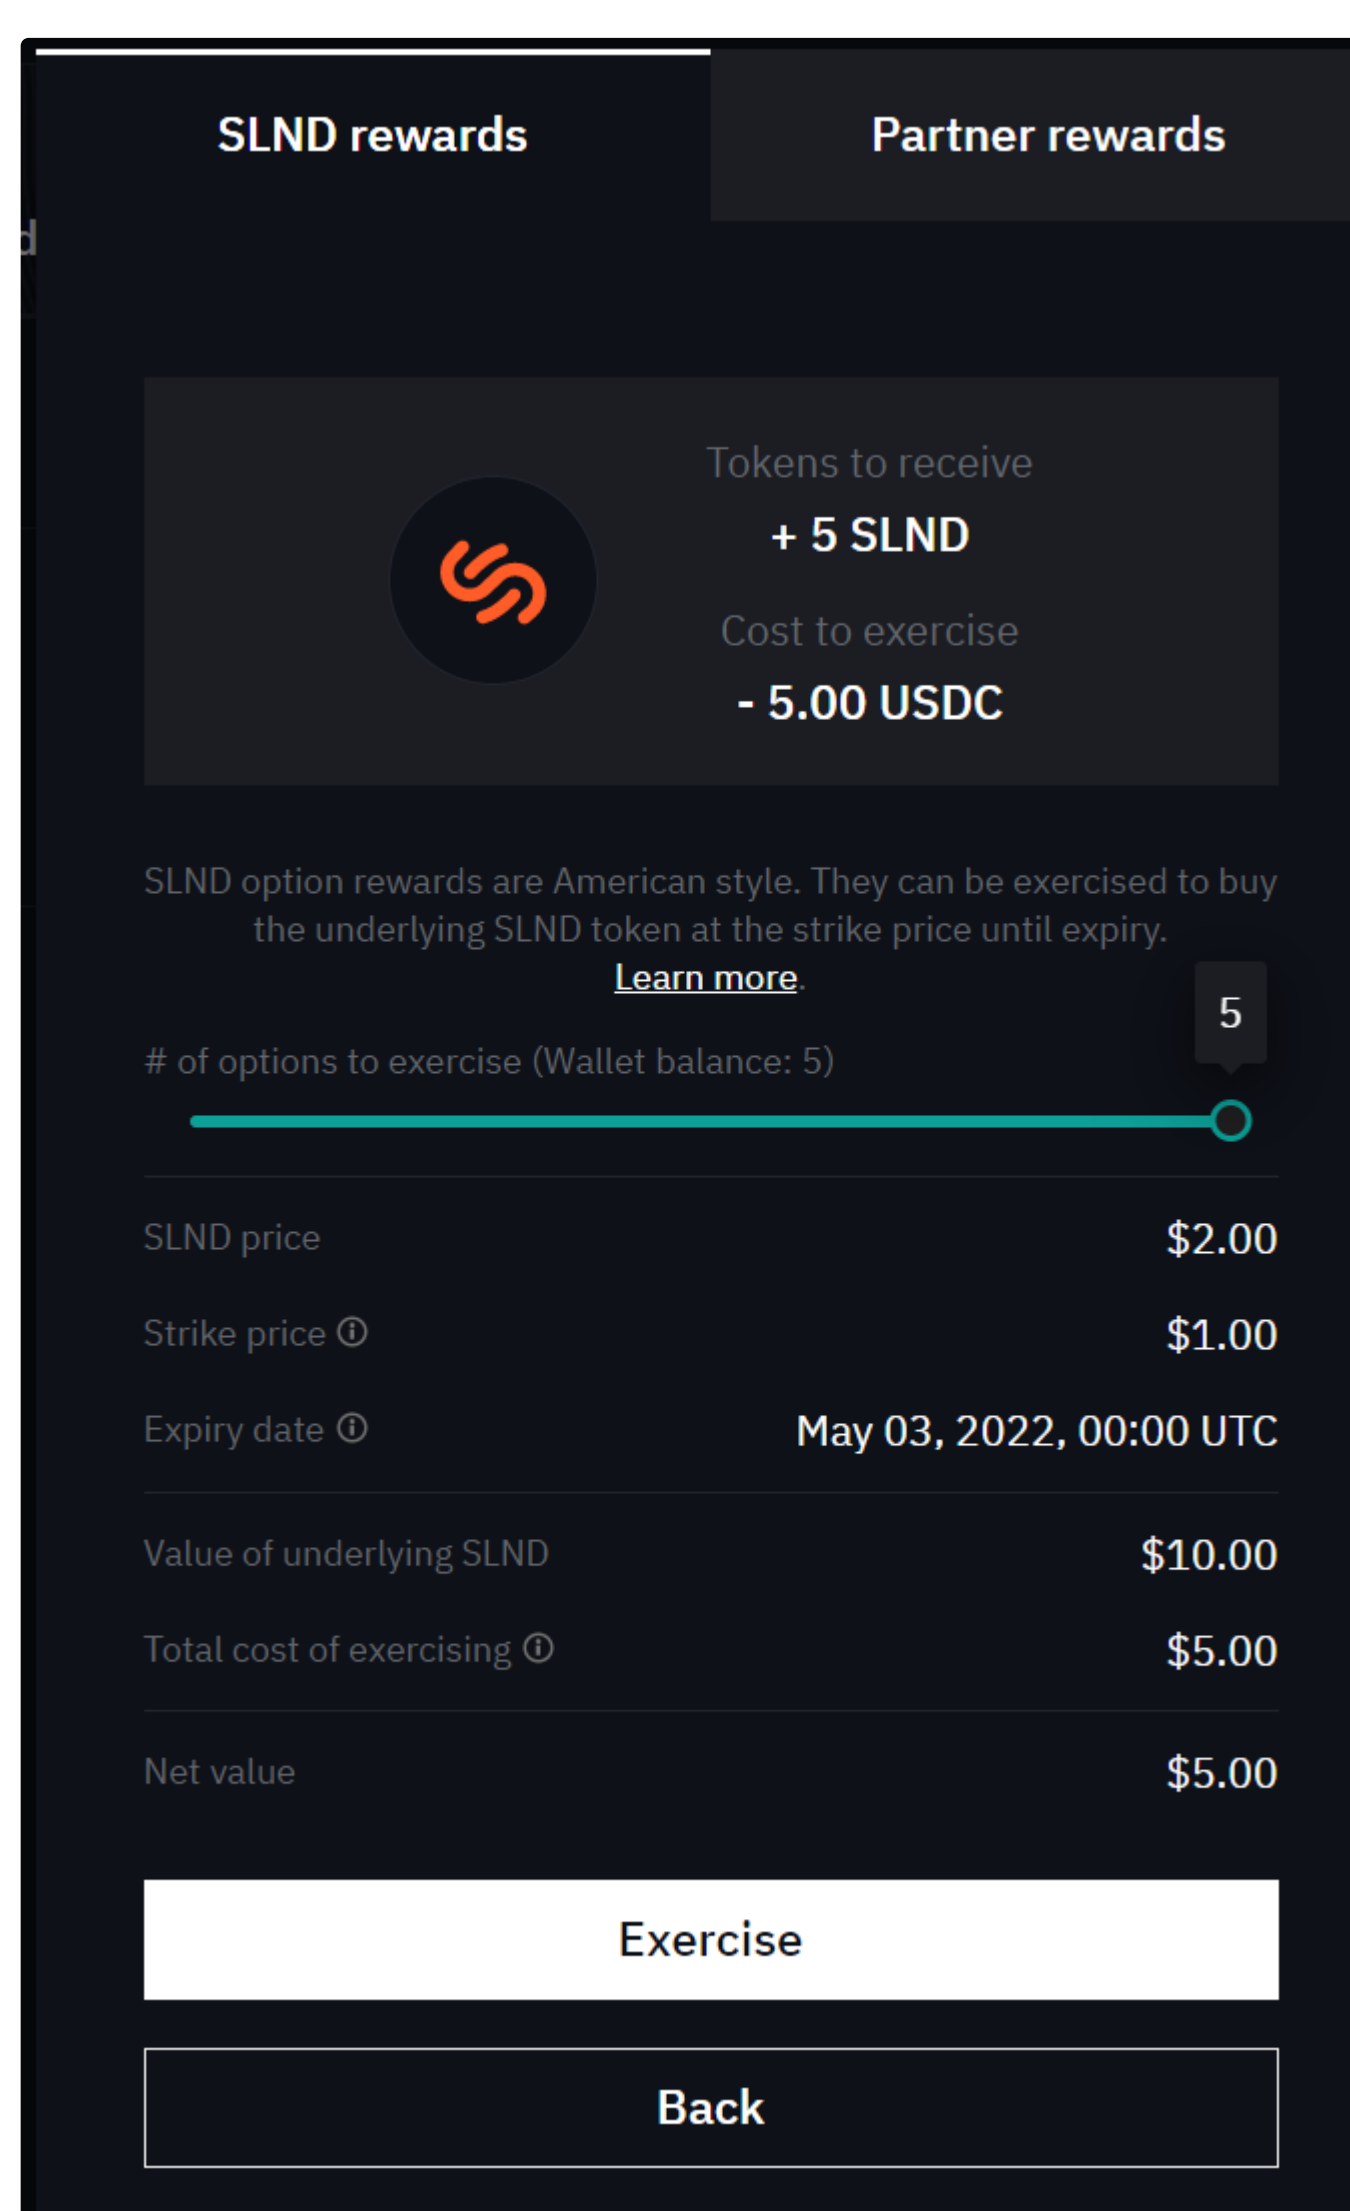 SLND rewards
Partner rewards
d
Tokens to receive
+ 5 SLND
Cost to exercise
- 5.00 USDC
SLND option rewards are American style. They can be exercised to buy
the underlying SLND token at the strike price until expiry.
Learn more.
5
# of options to exercise (Wallet balance: 5)
SLND price
$2.00
Strike price
$1.00
Expiry date
May 03, 2022, 00:00 UTC
Value of underlying SLND
$10.00
Total cost of exercising
$5.00
Net value
$5.00
Exercise
Back